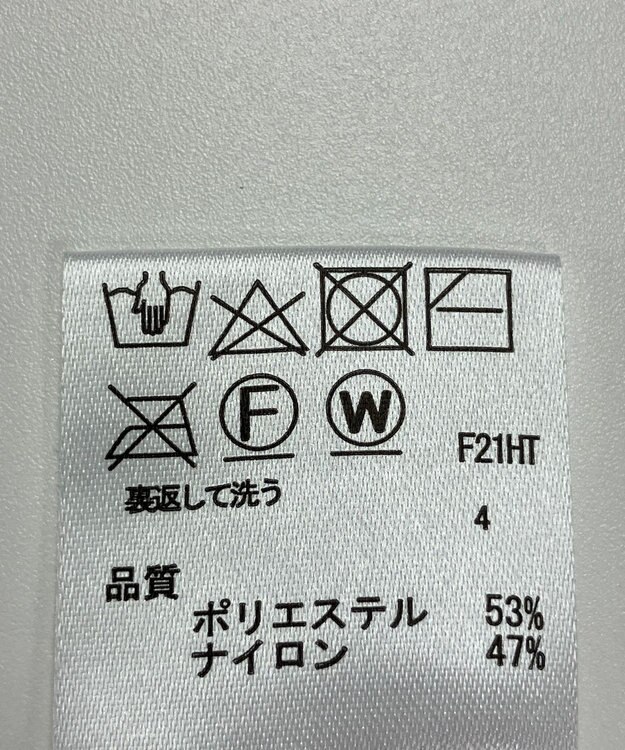 F W
F21HT
裏返して洗う
4
品質
ポリエステル 53%
ナイロン 47%